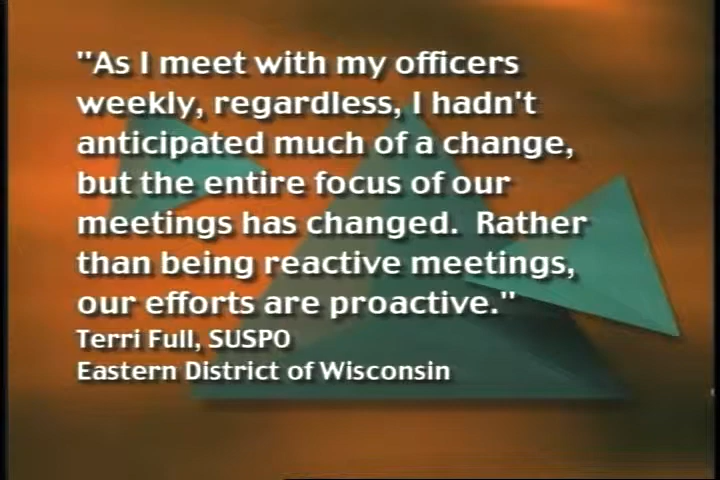 "As I meet with my officers
weekly, regardless, I hadn't
anticipated much of a change,
but the entire focus of our
meetings has changed.  Rather
than being reactive meetings,
our efforts are proactive."
Terri Full, SUSPO
Eastern District of Wisconsin